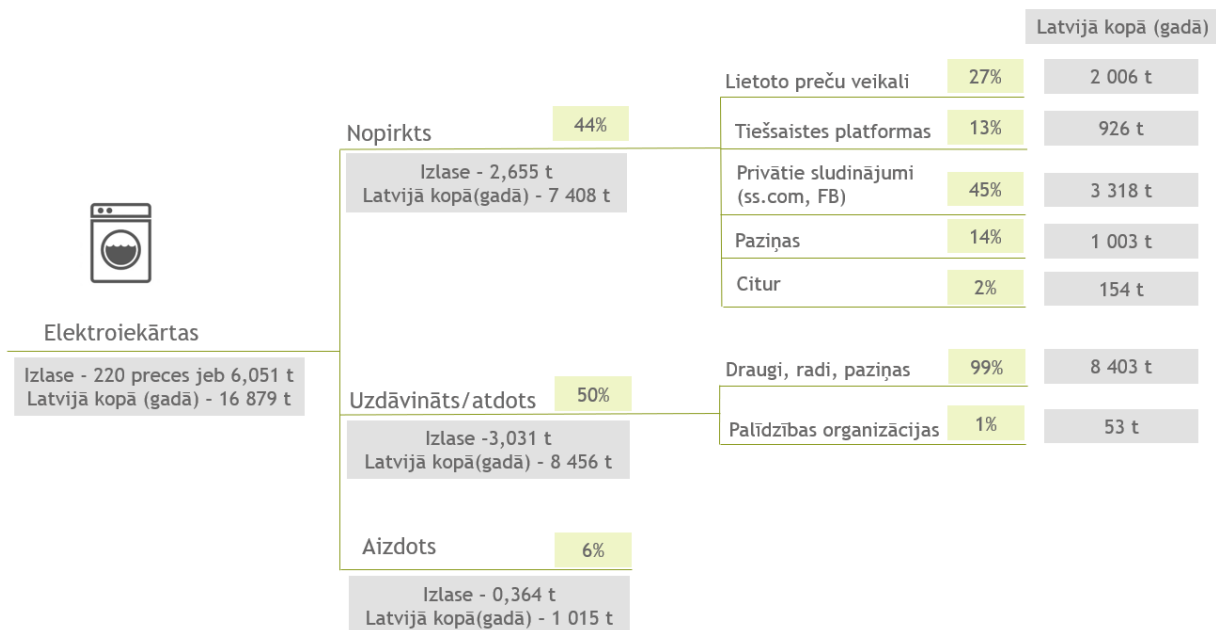 Latvijā kopā (gadā)
Lietoto preču veikali 27% 2 006 t
Nopirkts 44%
Tiešsaistes platformas 13% 926 t
Izlase - 2,655 t
Latvijā kopā(gadā) - 7 408 t
Privātie sludinājumi
(ss.com, FB) 45% 3 318 t
Paziņas 14% 1 003 t
Citur 2% 154 t
Elektroiekārtas
Izlase - 220 preces jeb 6,051 t
Latvijā kopā (gadā) - 16 879 t
Uzdāvināts/atdots 50%
Izlase -3,031 t
Latvijā kopā(gadā) - 8 456 t
Draugi, radi, paziņas 99% 8 403 t
Palīdzības organizācijas 1% 53 t
Aizdots 6%
Izlase - 0,364 t
Latvijā kopā(gadā) - 1 015 t